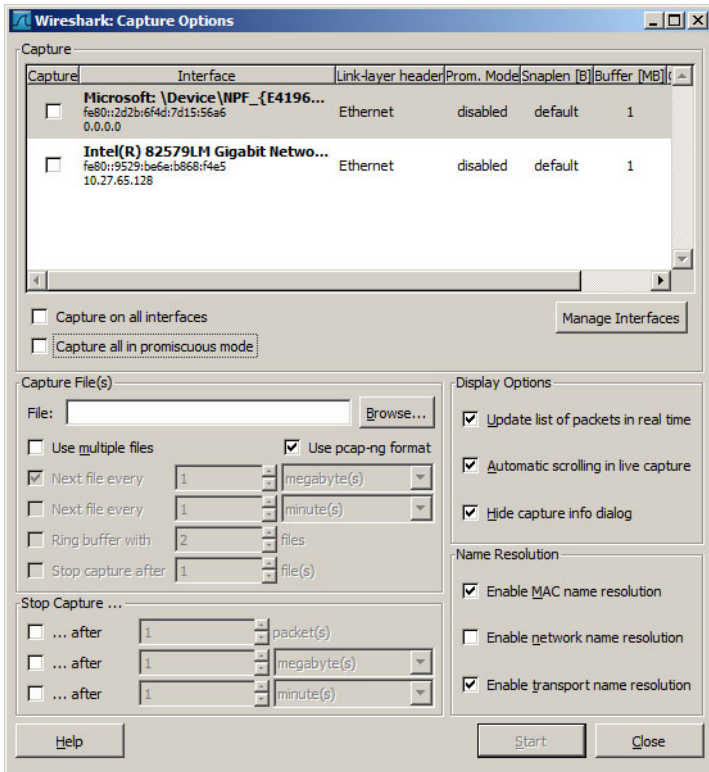 Wireshark: Capture Options
Capture
Capture Interface Link-layer header Prom. Mode Snaplen [B] Buffer [MB]
Microsoft: \Device\NPF_{E4196...
fe80::2d2b:6f4d:7d15:56a6
0.0.0.0
Ethernet disabled default 1
Intel(R) 82579LM Gigabit Netwo...
fe80::9529:be6e:b868:f4e5
10.27.65.128
Ethernet disabled default 1
Capture on all interfaces
Manage Interfaces
Capture all in promiscuous mode
Capture File(s)
File: Browse...
Use multiple files Use pcap-ng format
Next file every 1 megabyte(s)
Next file every 1 minute(s)
Ring buffer with 2 files
Stop capture after 1 file(s)
Stop Capture ...
... after 1 packet(s)
... after 1 megabyte(s)
... after 1 minute(s)
Display Options
Update list of packets in real time
Automatic scrolling in live capture
Hide capture info dialog
Name Resolution
Enable MAC name resolution
Enable network name resolution
Enable transport name resolution
Help Start Close